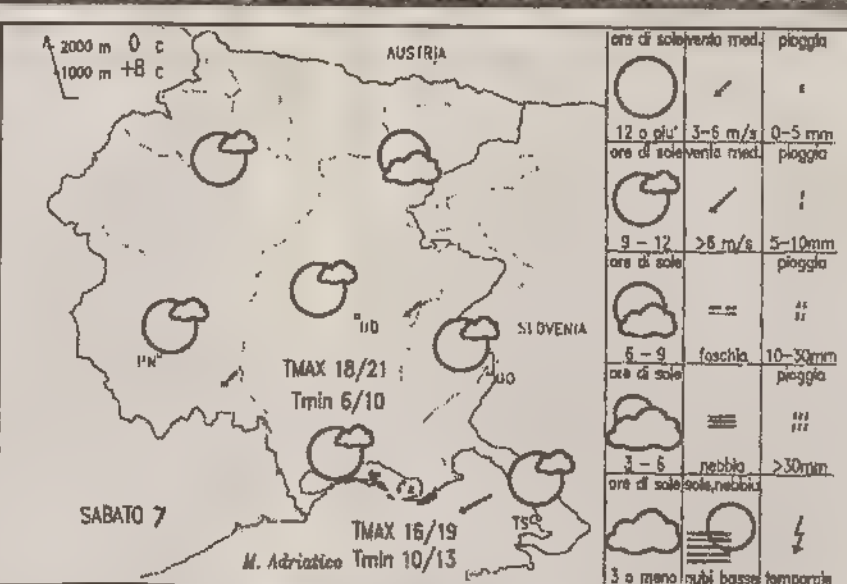 2000 m 0 c
1000 m +8 c
AUSTRIA
UD
SLOVENIA
PN
GO
TMAX 18/21
Tmin 6/10
SABATO 7
TS
TMAX 16/19
M. Adriatico Tmin 10/13
ore di sole vento med. pioggia
12 o piu' 3-6 m/s 0-5 mm
ore di sole vento med. pioggia
9 - 12 >6 m/s 5-10mm
ore di sole pioggia
6 - 9 foschia 10-30mm
ore di sole pioggia
3 - 6 nebbia >30mm
ore di sole sole,nebbia
3 o meno nubi basse temporale